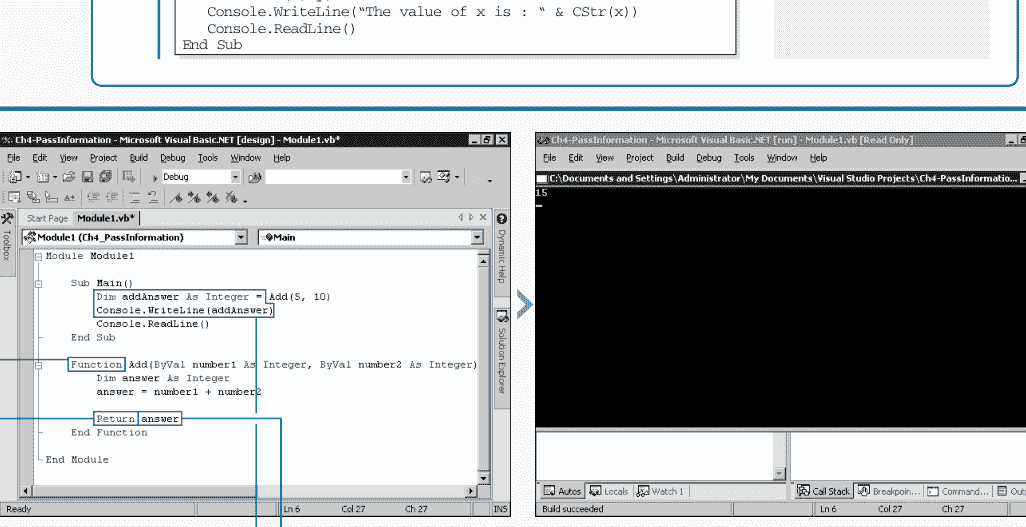 Console.WriteLine(“The value of x is : “ & CStr(x))
Console.ReadLine()
End Sub
Ch4-PassInformation - Microsoft Visual Basic.NET [design] - Module1.vb*
File Edit View Project Build Debug Tools Window Help
Debug
Start Page Module1.vb*
Module1 (Ch4_PassInformation) Main
Toolbox
Module Module1
Sub Main()
Dim addAnswer As Integer = Add(5, 10)
Console.WriteLine(addAnswer)
Console.ReadLine()
End Sub
Function Add(ByVal number1 As Integer, ByVal number2 As Integer)
Dim answer As Integer
answer = number1 + number2
Return answer
End Function
End Module
Dynamic Help
Solution Explorer
Ready Ln 6 Col 27 Ch 27 INS
Ch4-PassInformation - Microsoft Visual Basic.NET [run] - Module1.vb [Read Only]
File Edit View Project Build Debug Tools Window Help
C:\Documents and Settings\Administrator\My Documents\Visual Studio Projects\Ch4-PassInformatio...
15
Autos Locals Watch 1 Call Stack Breakpoin... Command... Outp
Build succeeded Ln 6 Col 27 Ch 27